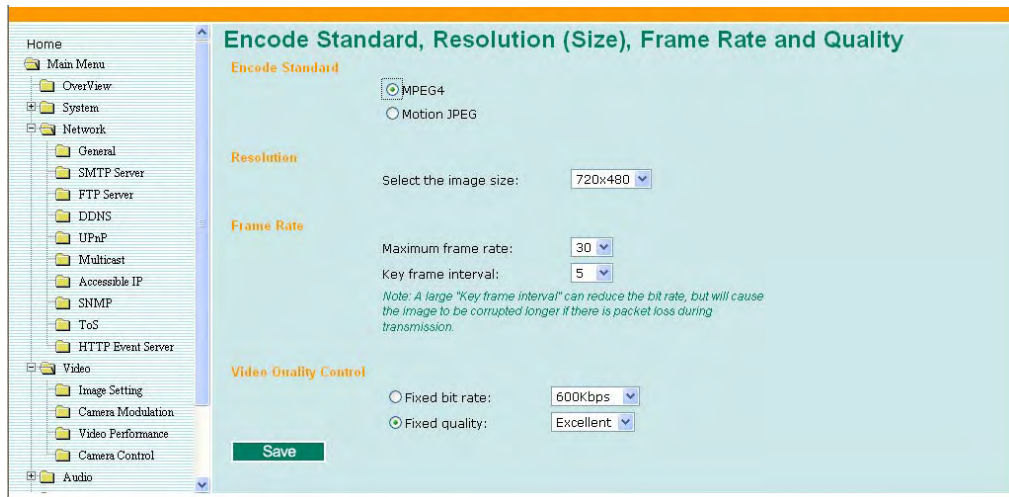 Home
Main Menu
OverView
System
Network
General
SMTP Server
FTP Server
DDNS
UPnP
Multicast
Accessible IP
SNMP
ToS
HTTP Event Server
Video
Image Setting
Camera Modulation
Video Performance
Camera Control
Audio
Encode Standard, Resolution (Size), Frame Rate and Quality
Encode Standard
MPEG4
Motion JPEG
Resolution
Select the image size: 720x480
Frame Rate
Maximum frame rate: 30
Key frame interval: 5
Note: A large "Key frame interval" can reduce the bit rate, but will cause
the image to be corrupted longer if there is packet loss during
transmission.
Video Quality Control
Fixed bit rate: 600Kbps
Fixed quality: Excellent
Save